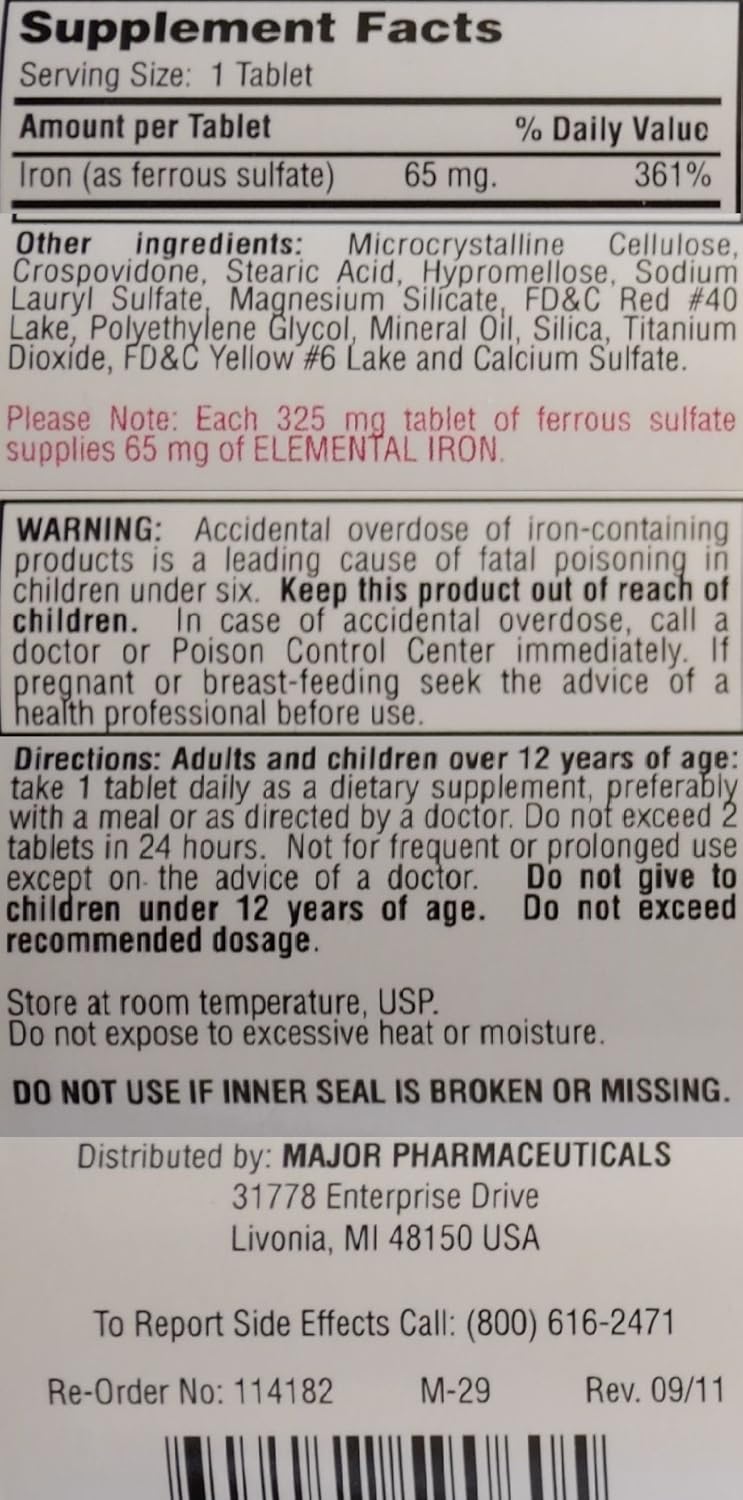 Supplement Facts
Serving Size: 1 Tablet
Amount per Tablet % Daily Value
Iron (as ferrous sulfate) 65 mg. 361%
Other ingredients: Microcrystalline Cellulose,
Crospovidone, Stearic Acid, Hypromellose, Sodium
Lauryl Sulfate, Magnesium Silicate, FD&C Red #40
Lake, Polyethylene Glycol, Mineral Oil, Silica, Titanium
Dioxide, FD&C Yellow #6 Lake and Calcium Sulfate.
Please Note: Each 325 mg tablet of ferrous sulfate
supplies 65 mg of ELEMENTAL IRON.
WARNING: Accidental overdose of iron-containing
products is a leading cause of fatal poisoning in
children under six. Keep this product out of reach of
children. In case of accidental overdose, call a
doctor or Poison Control Center immediately. If
pregnant or breast-feeding seek the advice of a
health professional before use.
Directions: Adults and children over 12 years of age:
take 1 tablet daily as a dietary supplement, preferably
with a meal or as directed by a doctor. Do not exceed 2
tablets in 24 hours. Not for frequent or prolonged use
except on the advice of a doctor. Do not give to
children under 12 years of age. Do not exceed
recommended dosage.
Store at room temperature, USP.
Do not expose to excessive heat or moisture.
DO NOT USE IF INNER SEAL IS BROKEN OR MISSING.
Distributed by: MAJOR PHARMACEUTICALS
31778 Enterprise Drive
Livonia, MI 48150 USA
To Report Side Effects Call: (800) 616-2471
Re-Order No: 114182 M-29 Rev. 09/11